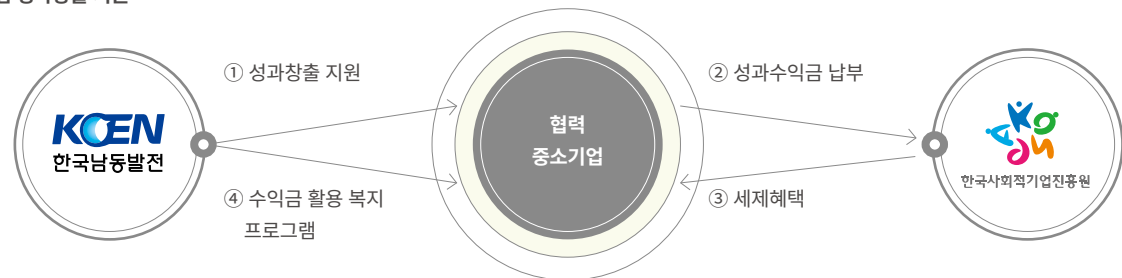 ① 성과창출 지원
② 성과수익금 납부
KOEN
한국남동발전
협력
중소기업
한국사회적기업진흥원
④ 수익금 활용 복지
프로그램
③ 세제혜택